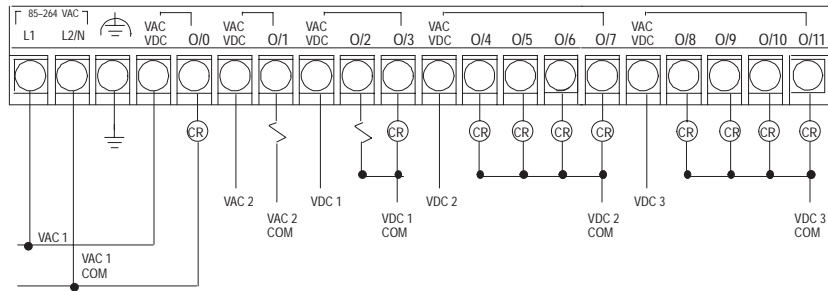 85–264 VAC
L1 L2/N VAC VDC O/0 VAC VDC O/1 VAC VDC O/2 O/3 VAC VDC O/4 O/5 O/6 O/7 VAC VDC O/8 O/9 O/10 O/11
CR CR CR CR CR CR CR CR CR CR
VAC 2 VDC 1 VDC 2 VDC 3
VAC 2 COM VDC 1 COM VDC 2 COM VDC 3 COM
VAC 1
VAC 1 COM